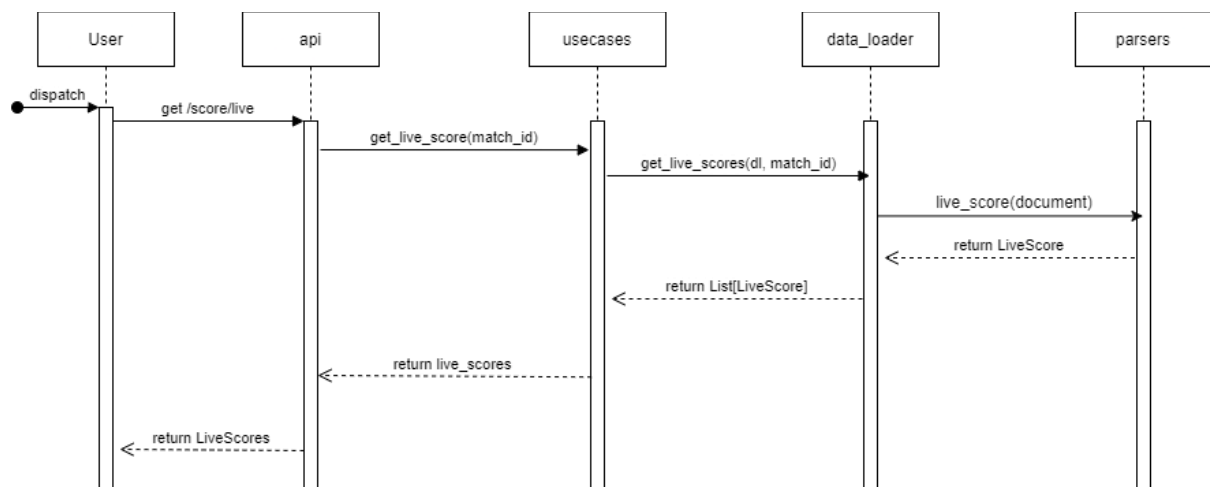 User
api
usecases
data_loader
parsers
dispatch
get /score/live
get_live_score(match_id)
get_live_scores(dl, match_id)
live_score(document)
return LiveScore
return List[LiveScore]
return live_scores
return LiveScores